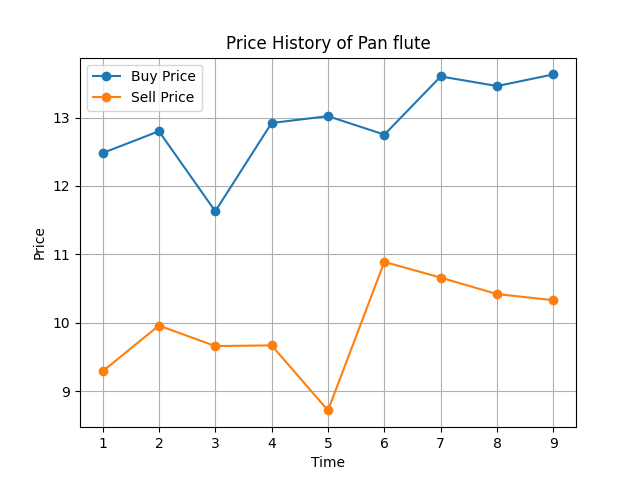 Price History of Pan flute
Buy Price
Sell Price
13
12
11
10
9
Price
1 2 3 4 5 6 7 8 9
Time